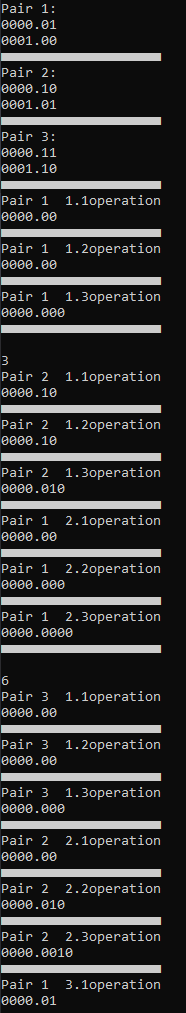 Pair 1:
0000.01
0001.00
Pair 2:
0000.10
0001.01
Pair 3:
0000.11
0001.10
Pair 1  1.1operation
0000.00
Pair 1  1.2operation
0000.00
Pair 1  1.3operation
0000.000
3
Pair 2  1.1operation
0000.10
Pair 2  1.2operation
0000.10
Pair 2  1.3operation
0000.010
Pair 1  2.1operation
0000.00
Pair 1  2.2operation
0000.000
Pair 1  2.3operation
0000.0000
6
Pair 3  1.1operation
0000.00
Pair 3  1.2operation
0000.00
Pair 3  1.3operation
0000.000
Pair 2  2.1operation
0000.00
Pair 2  2.2operation
0000.010
Pair 2  2.3operation
0000.0010
Pair 1  3.1operation
0000.01